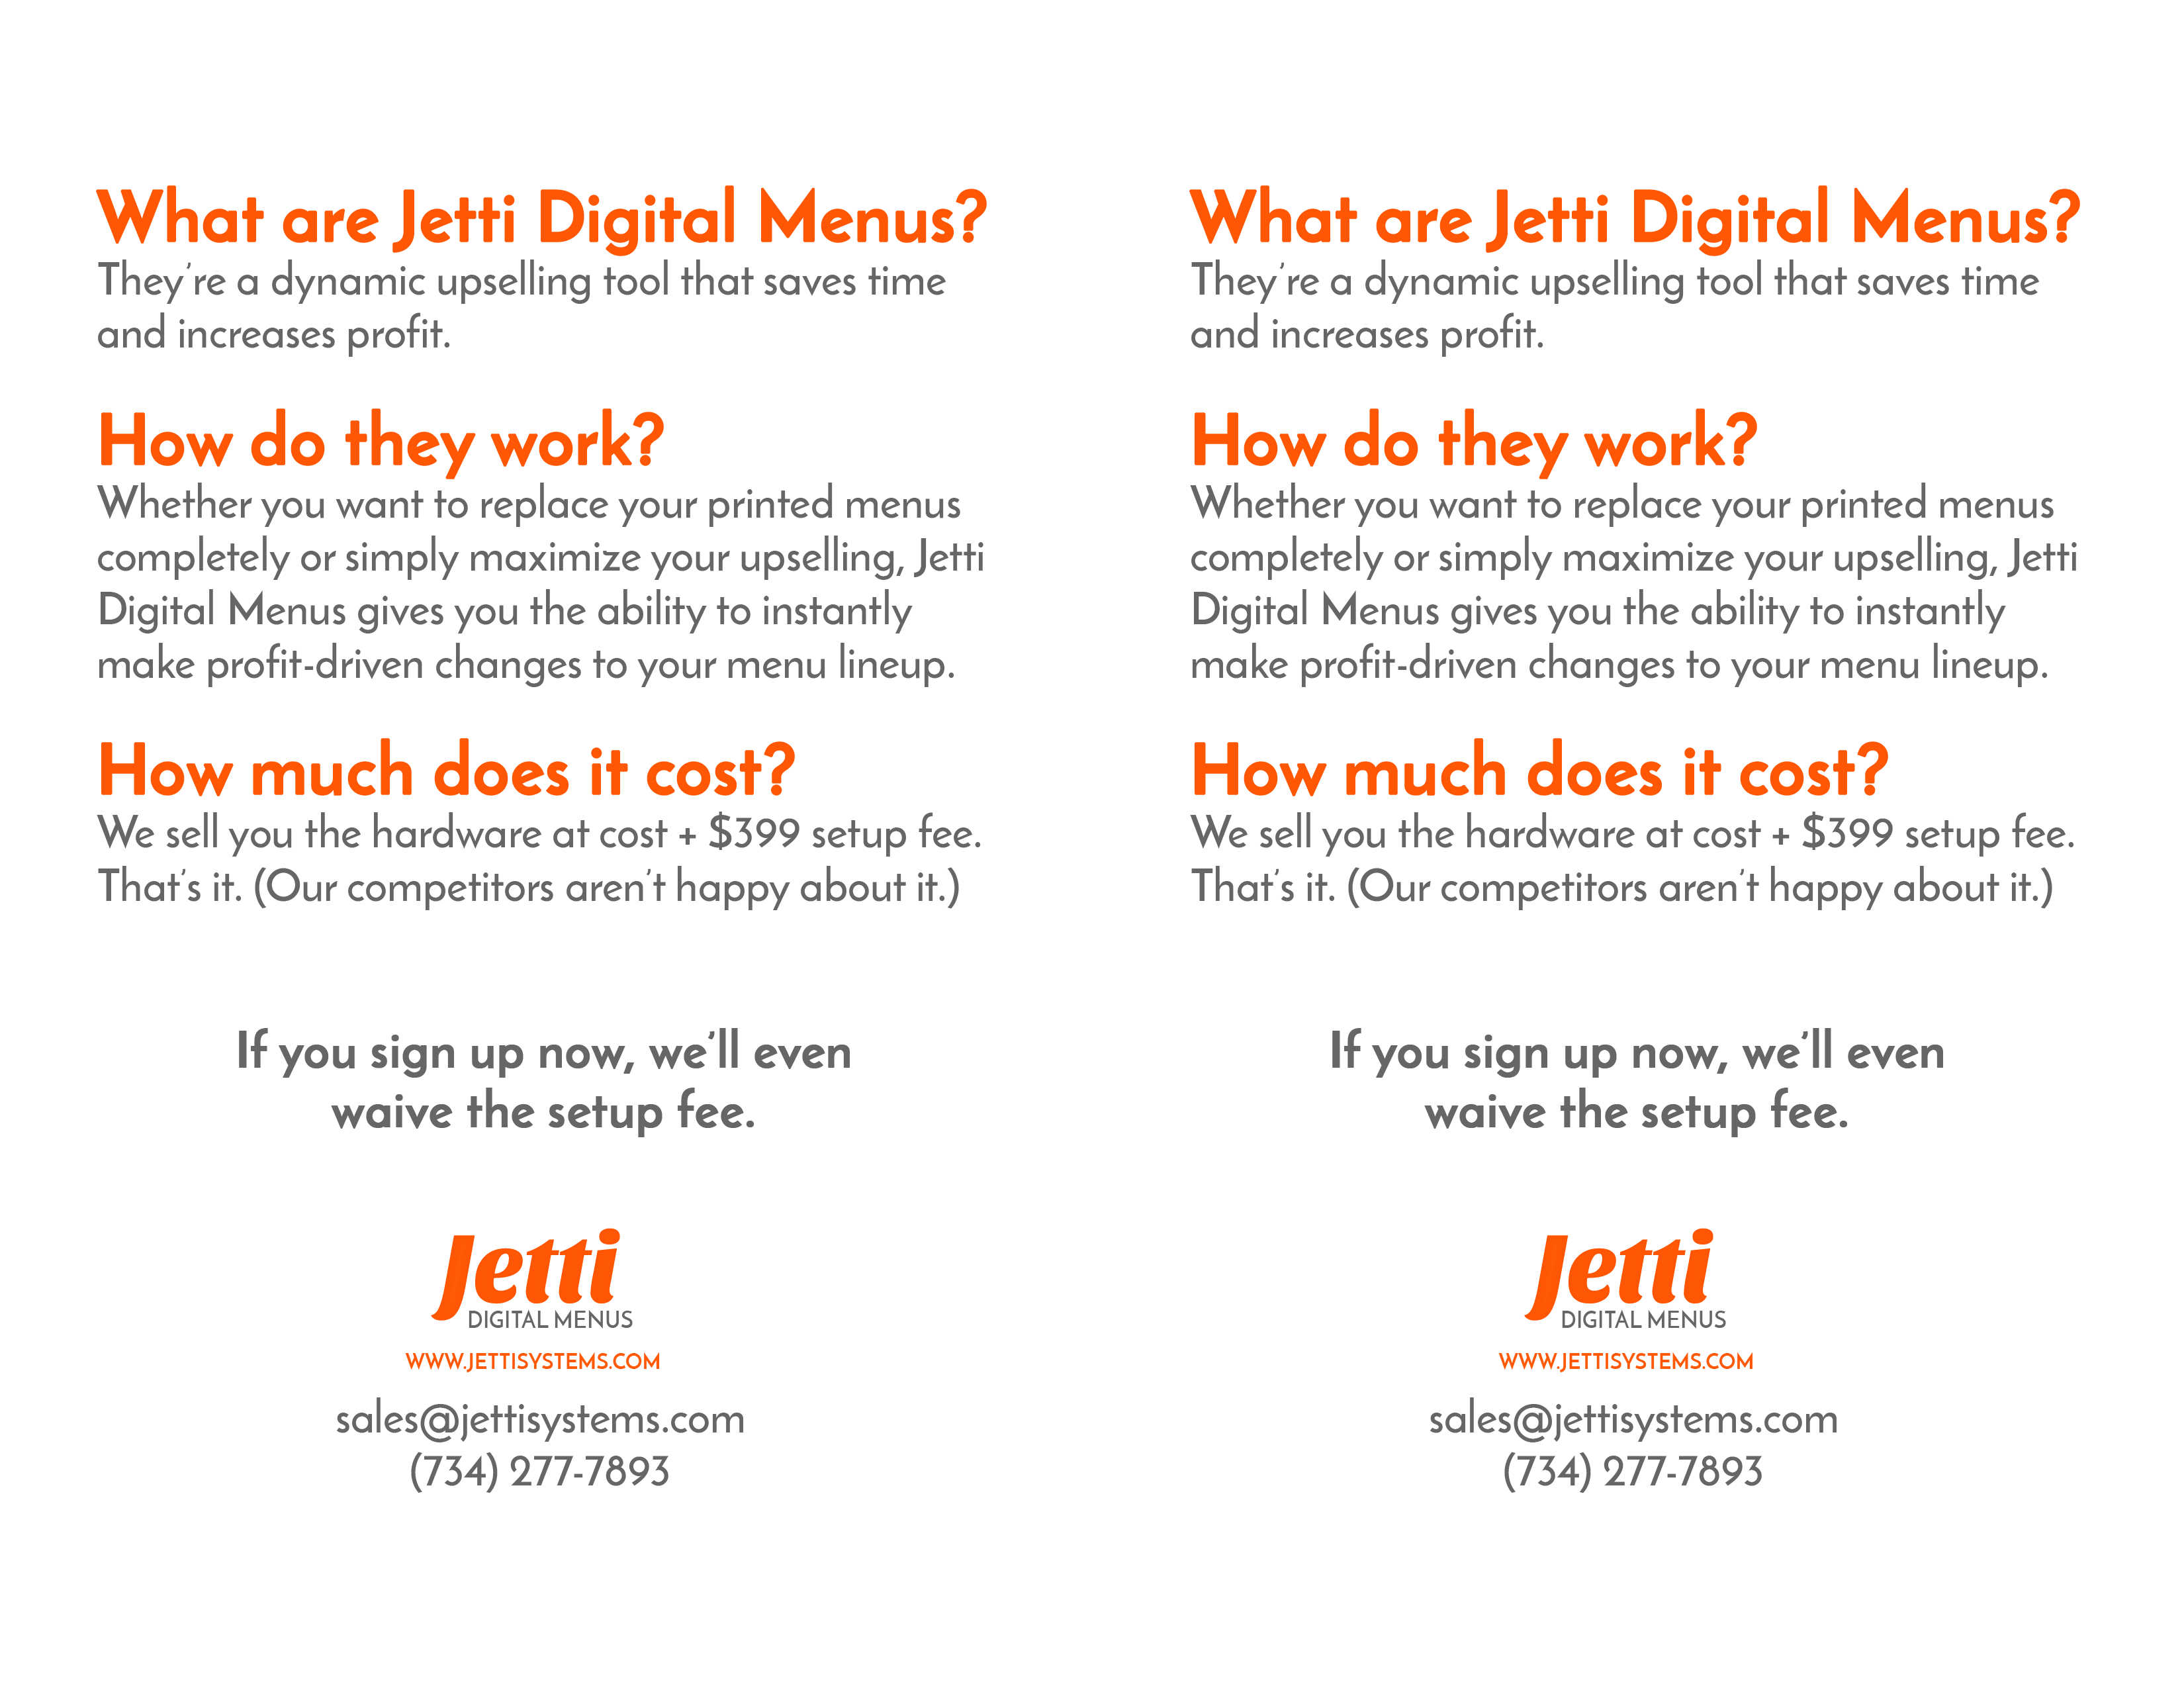 What are Jetti Digital Menus?
They're a dynamic upselling tool that saves time
and increases profit.
How do they work?
Whether you want to replace your printed menus
completely or simply maximize your upselling, Jetti
Digital Menus gives you the ability to instantly
make profit-driven changes to your menu lineup.
How much does it cost?
We sell you the hardware at cost + $399 setup fee.
That's it. (Our competitors aren't happy about it.)
If you sign up now, we'll even
waive the setup fee.
Jetti
DIGITAL MENUS
WWW.JETTISYSTEMS.COM
sales@jettisystems.com
(734) 277-7893
What are Jetti Digital Menus?
They're a dynamic upselling tool that saves time
and increases profit.
How do they work?
Whether you want to replace your printed menus
completely or simply maximize your upselling, Jetti
Digital Menus gives you the ability to instantly
make profit-driven changes to your menu lineup.
How much does it cost?
We sell you the hardware at cost + $399 setup fee.
That's it. (Our competitors aren't happy about it.)
If you sign up now, we'll even
waive the setup fee.
Jetti
DIGITAL MENUS
WWW.JETTISYSTEMS.COM
sales@jettisystems.com
(734) 277-7893